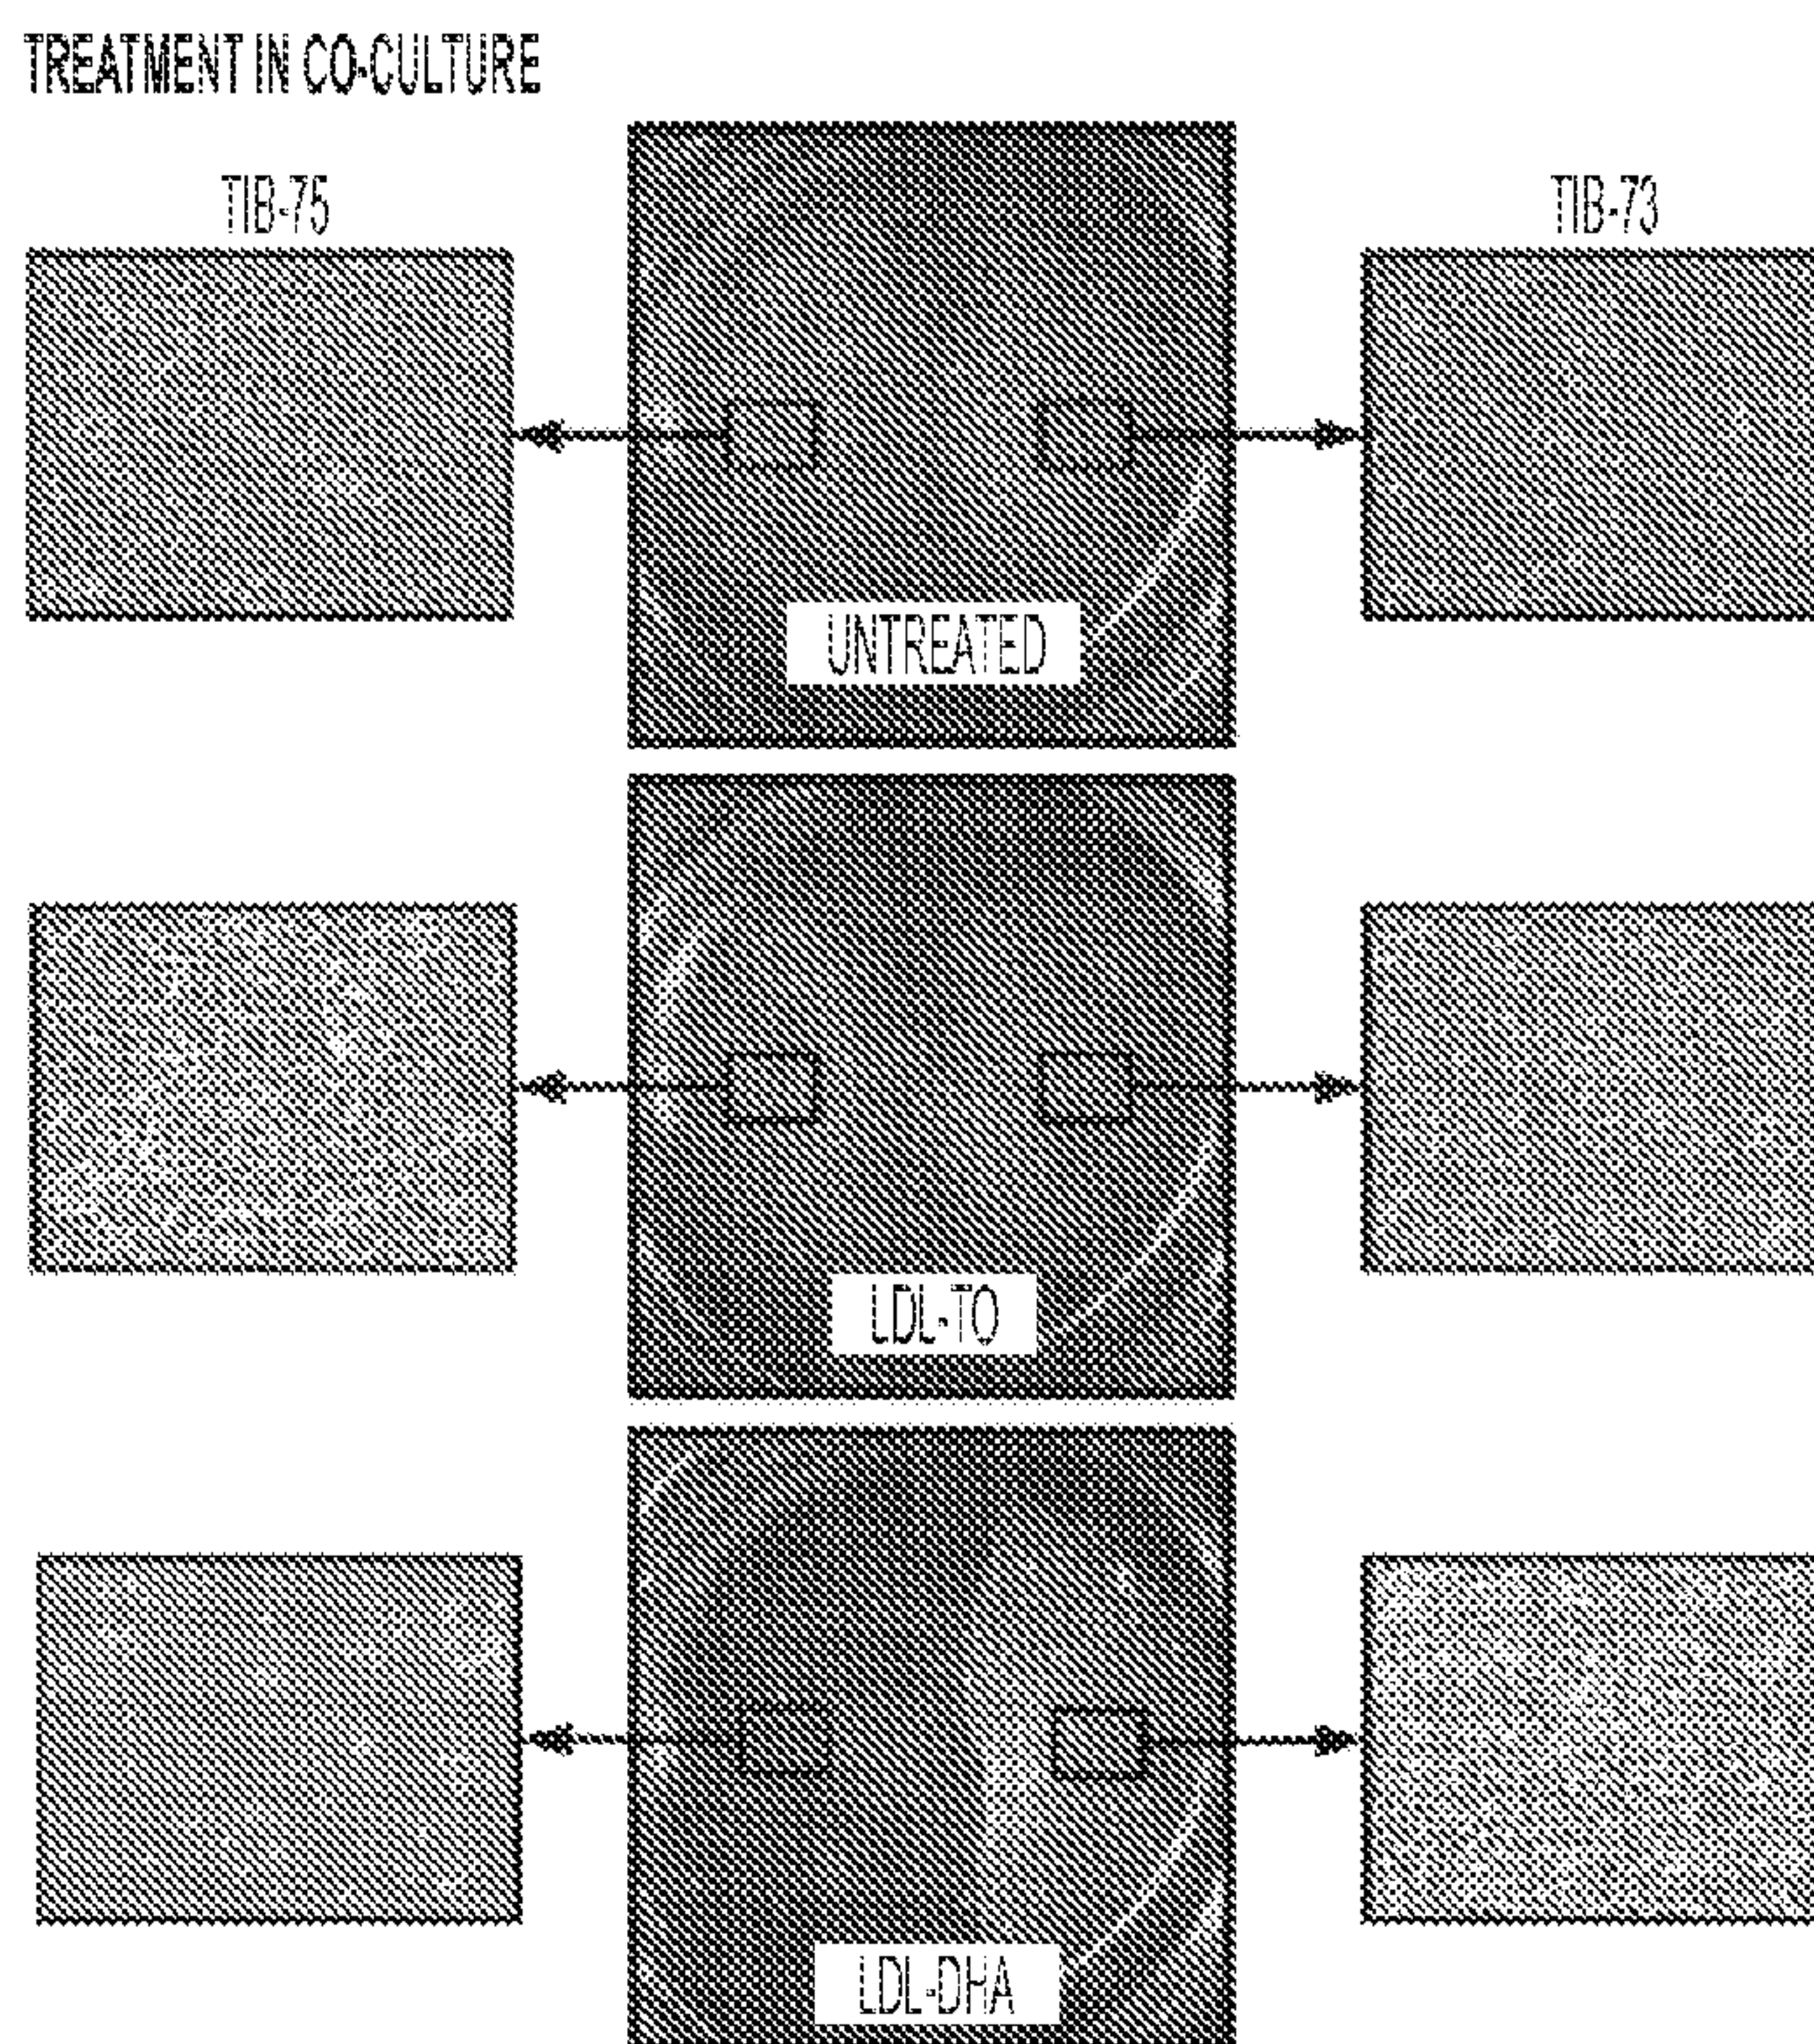 TREATMENT IN CO-CULTURE
TIB-75
TIB-73
UNTREATED
LDL-TO
LDL-DHA